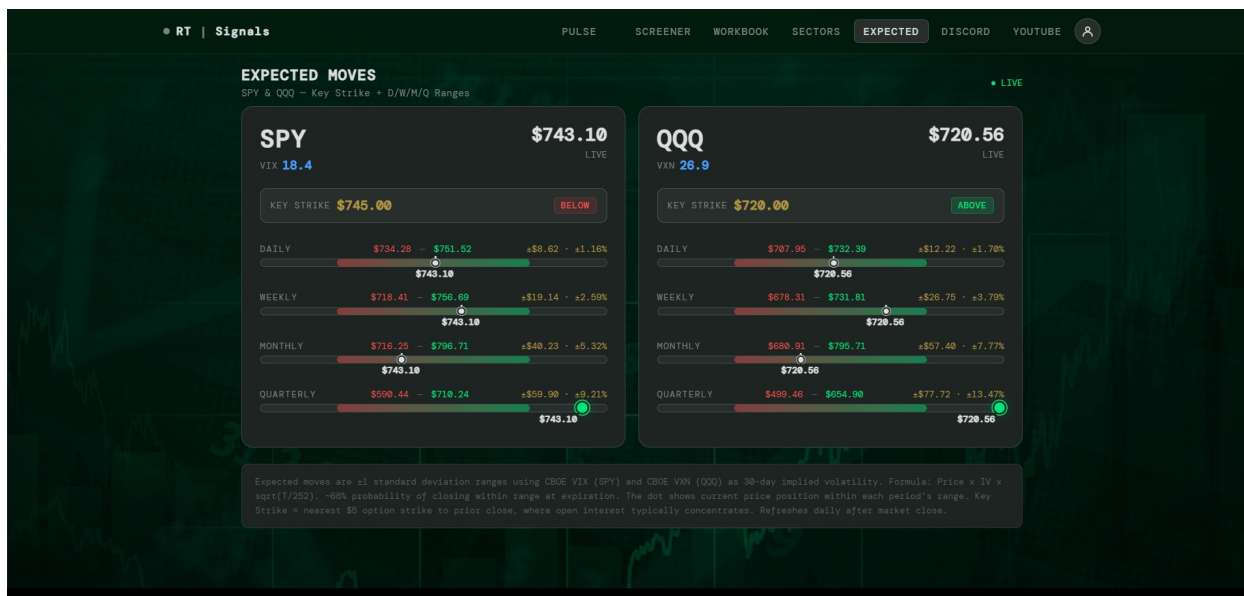 RT | Signals
PULSE SCREENER WORKBOOK SECTORS EXPECTED DISCORD YOUTUBE
EXPECTED MOVES
SPY & QQQ — Key Strike + D/W/M/Q Ranges
LIVE
SPY
$743.10
LIVE
VIX 18.4
KEY STRIKE $745.00 BELOW
DAILY $734.28 — $751.52 ±$8.62 · ±1.16%
$743.10
WEEKLY $718.41 — $756.69 ±$19.14 · ±2.59%
$743.10
MONTHLY $716.25 — $796.71 ±$40.23 · ±5.32%
$743.10
QUARTERLY $590.44 — $710.24 ±$59.90 · ±9.21%
$743.10
QQQ
$720.56
LIVE
VXN 26.9
KEY STRIKE $720.00 ABOVE
DAILY $707.95 — $732.39 ±$12.22 · ±1.70%
$720.56
WEEKLY $678.31 — $731.81 ±$26.75 · ±3.79%
$720.56
MONTHLY $680.91 — $795.71 ±$57.40 · ±7.77%
$720.56
QUARTERLY $499.46 — $654.90 ±$77.72 · ±13.47%
$720.56
Expected moves are ±1 standard deviation ranges using CBOE VIX (SPY) and CBOE VXN (QQQ) as 30-day implied volatility. Formula: Price x IV x
sqrt(T/252). ~68% probability of closing within range at expiration. The dot shows current price position within each period's range. Key
Strike = nearest $5 option strike to prior close, where open interest typically concentrates. Refreshes daily after market close.